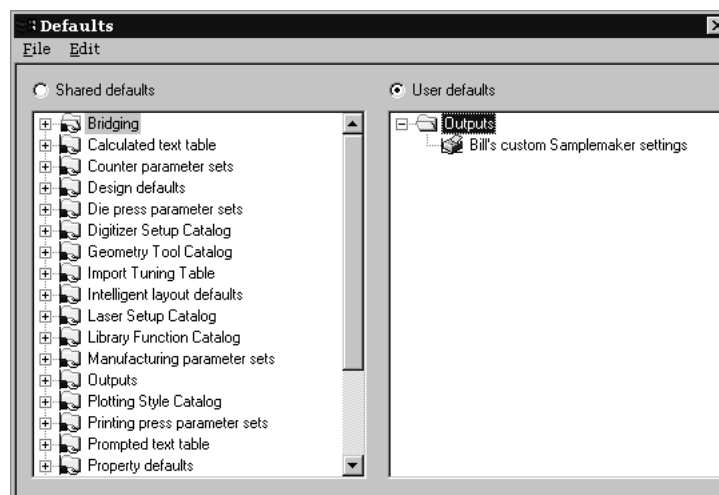 Defaults
File Edit
Shared defaults
User defaults
Bridging
Calculated text table
Counter parameter sets
Design defaults
Die press parameter sets
Digitizer Setup Catalog
Geometry Tool Catalog
Import Tuning Table
Intelligent layout defaults
Laser Setup Catalog
Library Function Catalog
Manufacturing parameter sets
Outputs
Plotting Style Catalog
Printing press parameter sets
Prompted text table
Property defaults
Outputs
Bill's custom Samplemaker settings